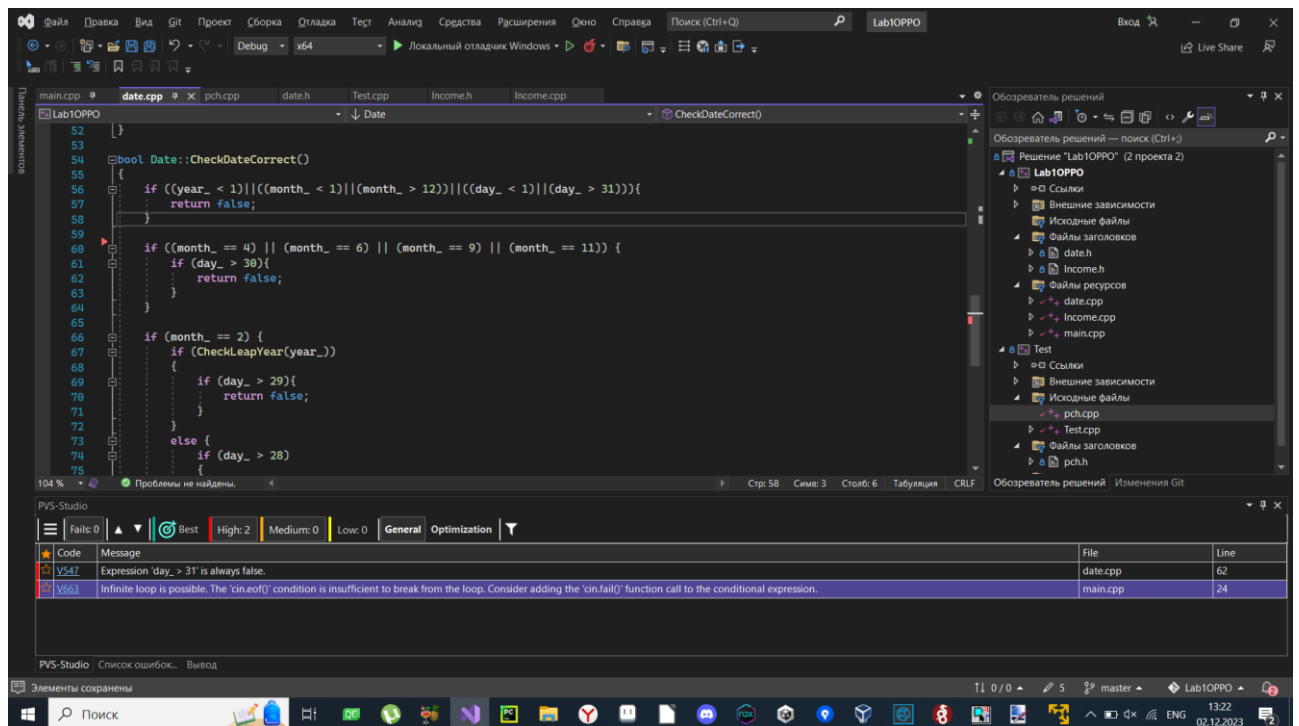 Файл Правка Вид Git Проект Сборка Отладка Тест Анализ Средства Расширения Окно Справка Поиск (Ctrl+Q) Lab1OPPO Вход
Debug x64 Локальный отладчик Windows Live Share
Панель элементов
main.cpp date.cpp pch.cpp date.h Test.cpp Income.h Income.cpp
Lab1OPPO Date CheckDateCorrect()
52 }
53
54 bool Date::CheckDateCorrect()
55 {
56 if ((year_ < 1)||((month_ < 1)||(month_ > 12))||((day_ < 1)||(day_ > 31))){
57 return false;
58 }
59
60 if ((month_ == 4) || (month_ == 6) || (month_ == 9) || (month_ == 11)) {
61 if (day_ > 30){
62 return false;
63 }
64 }
65
66 if (month_ == 2) {
67 if (CheckLeapYear(year_))
68 {
69 if (day_ > 29){
70 return false;
71 }
72 }
73 else {
74 if (day_ > 28)
75 {
104 % Проблемы не найдены. Стр: 58 Симв: 3 Столб: 6 Табуляция CRLF
Обозреватель решений
Обозреватель решений — поиск (Ctrl+;)
Решение "Lab1OPPO" (2 проекта 2)
Lab1OPPO
Ссылки
Внешние зависимости
Исходные файлы
Файлы заголовков
date.h
Income.h
Файлы ресурсов
date.cpp
Income.cpp
main.cpp
Test
Ссылки
Внешние зависимости
Исходные файлы
pch.cpp
Test.cpp
Файлы заголовков
pch.h
Обозреватель решений Изменения Git
PVS-Studio
Fails: 0 Best High: 2 Medium: 0 Low: 0 General Optimization
Code Message File Line
V547 Expression 'day_ > 31' is always false. date.cpp 62
V663 Infinite loop is possible. The 'cin.eof()' condition is insufficient to break from the loop. Consider adding the 'cin.fail()' function call to the conditional expression. main.cpp 24
PVS-Studio Список ошибок... Вывод
Элементы сохранены 0 / 0 5 master Lab1OPPO 2
Поиск ENG 13:22
02.12.2023 2